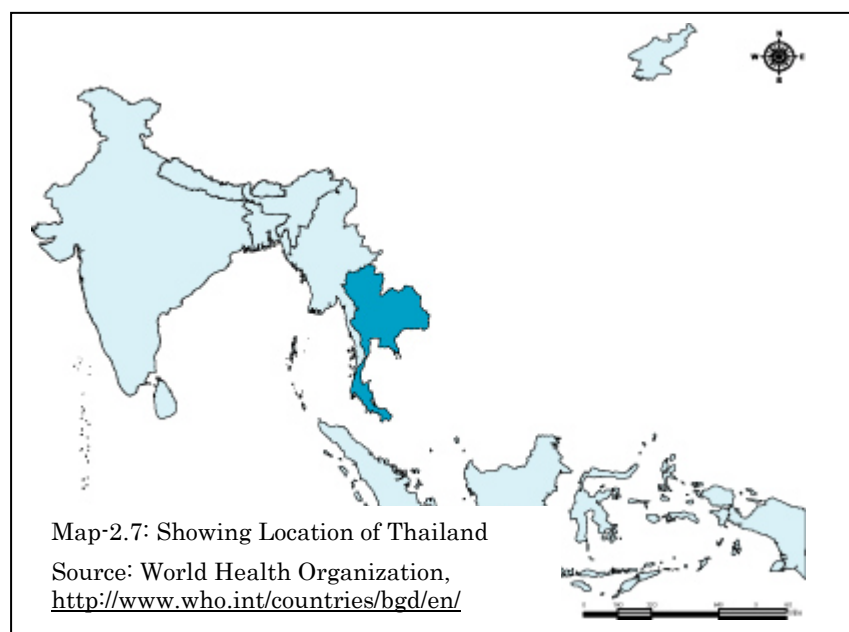 N
W E
S
Map-2.7: Showing Location of Thailand
Source: World Health Organization,
http://www.who.int/countries/bgd/en/